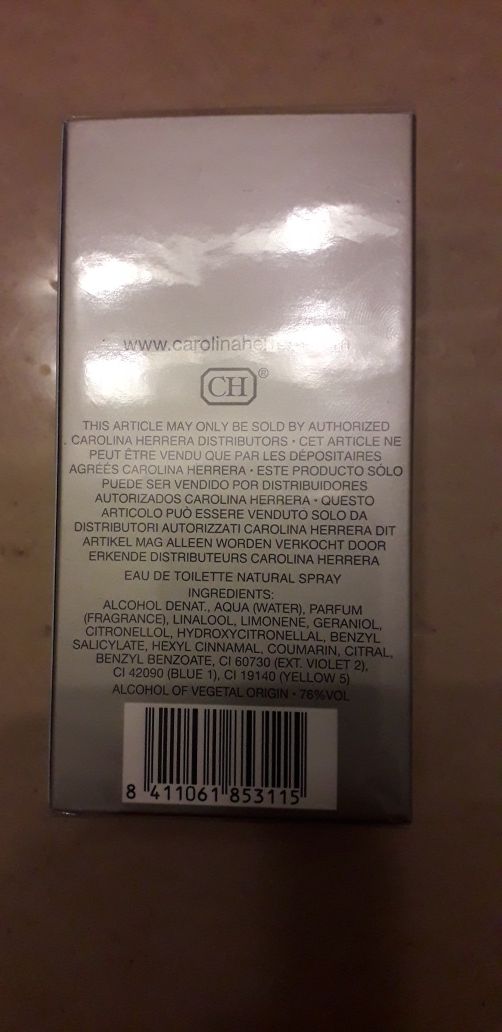 www.carolinahe
CH®
THIS ARTICLE MAY ONLY BE SOLD BY AUTHORIZED
CAROLINA HERRERA DISTRIBUTORS • CET ARTICLE NE
PEUT ÊTRE VENDU QUE PAR LES DÉPOSITAIRES
AGRÉÉS CAROLINA HERRERA • ESTE PRODUCTO SÓLO
PUEDE SER VENDIDO POR DISTRIBUIDORES
AUTORIZADOS CAROLINA HERRERA • QUESTO
ARTICOLO PUÒ ESSERE VENDUTO SOLO DA
DISTRIBUTORI AUTORIZZATI CAROLINA HERRERA DIT
ARTIKEL MAG ALLEEN WORDEN VERKOCHT DOOR
ERKENDE DISTRIBUTEURS CAROLINA HERRERA
EAU DE TOILETTE NATURAL SPRAY
INGREDIENTS:
ALCOHOL DENAT., AQUA (WATER), PARFUM
(FRAGRANCE), LINALOOL, LIMONENE, GERANIOL,
CITRONELLOL, HYDROXYCITRONELLAL, BENZYL
SALICYLATE, HEXYL CINNAMAL, COUMARIN, CITRAL,
BENZYL BENZOATE, CI 60730 (EXT. VIOLET 2),
CI 42090 (BLUE 1), CI 19140 (YELLOW 5)
ALCOHOL OF VEGETAL ORIGIN • 76%VOL
8 411061 853115